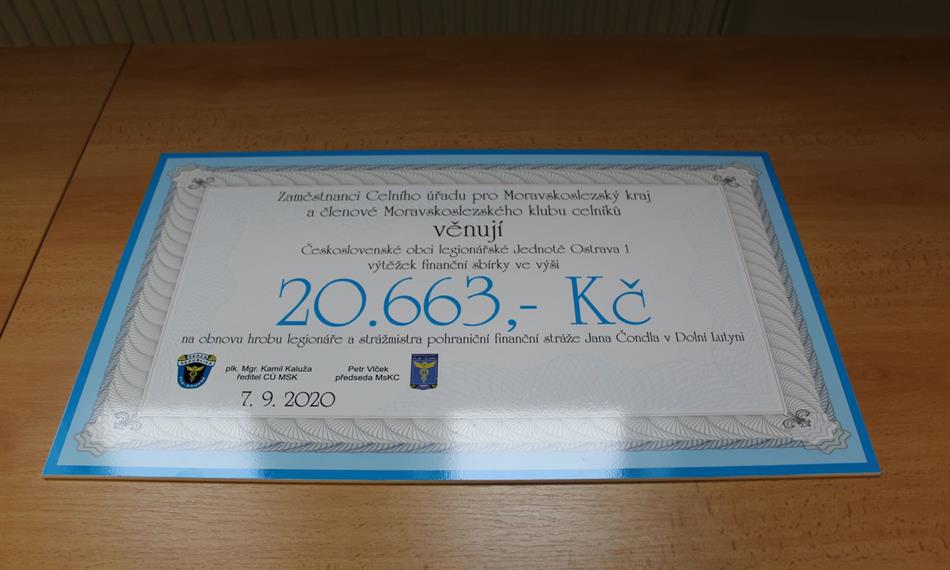 Zaměstnanci Celního úřadu pro Moravskoslezský kraj
a členové Moravskoslezského klubu celníků
věnují
Československé obci legionářské Jednotě Ostrava 1
výtěžek finanční sbírky ve výši
20.663,- Kč
na obnovu hrobu legionáře a strážmistra pohraniční finanční stráže Jana Čondla v Dolní Lutyni
plk. Mgr. Kamil Kaluža
ředitel CÚ MSK
Petr Vlček
předseda MsKC
7. 9. 2020